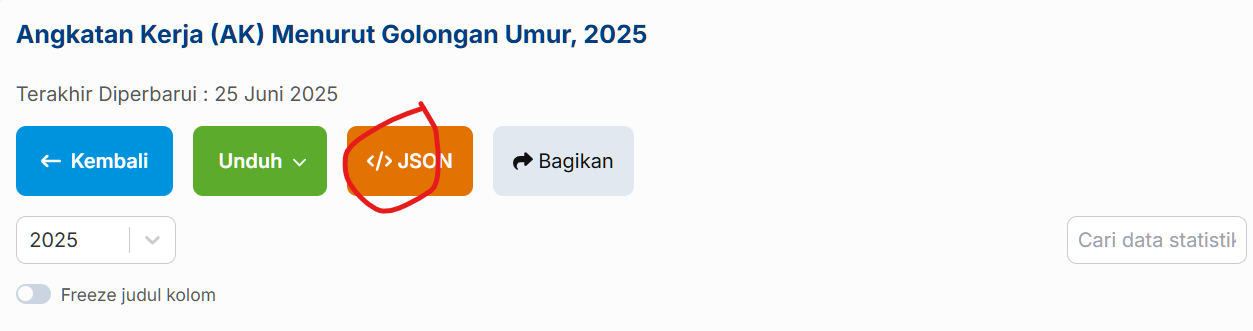 Angkatan Kerja (AK) Menurut Golongan Umur, 2025
Terakhir Diperbarui : 25 Juni 2025
← Kembali Unduh </> JSON Bagikan
2025 Cari data statistik
Freeze judul kolom